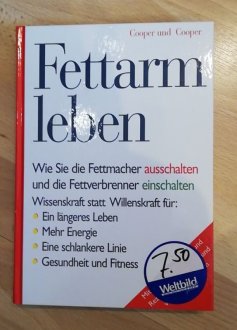 Cooper und Cooper
Fettarm
leben
Wie Sie die Fettmacher ausschalten
und die Fettverbrenner einschalten
Wissenskraft statt Willenskraft für:
Ein längeres Leben
Mehr Energie
Eine schlankere Linie
Gesundheit und Fitness
7.50
Weltbild